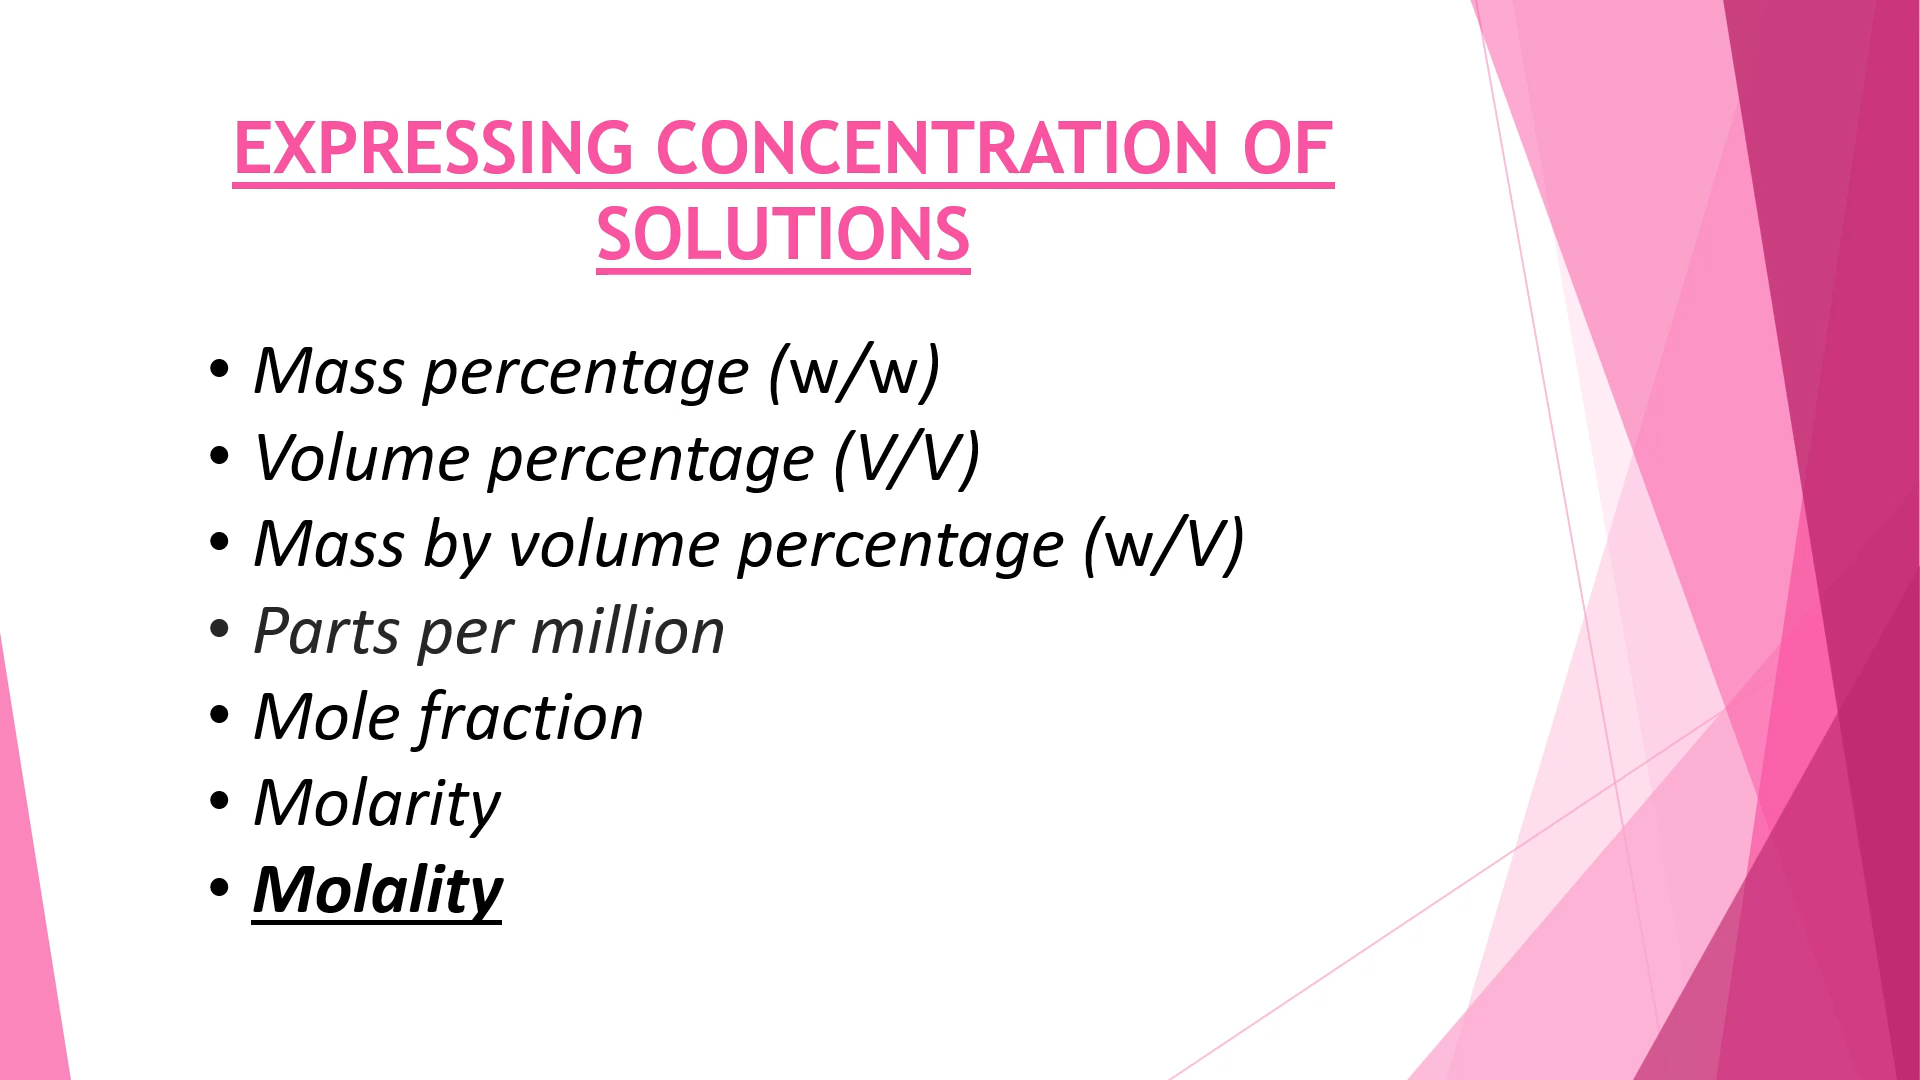 EXPRESSING CONCENTRATION OF
SOLUTIONS
• Mass percentage (w/w)
• Volume percentage (V/V)
• Mass by volume percentage (w/V)
• Parts per million
• Mole fraction
• Molarity
• Molality